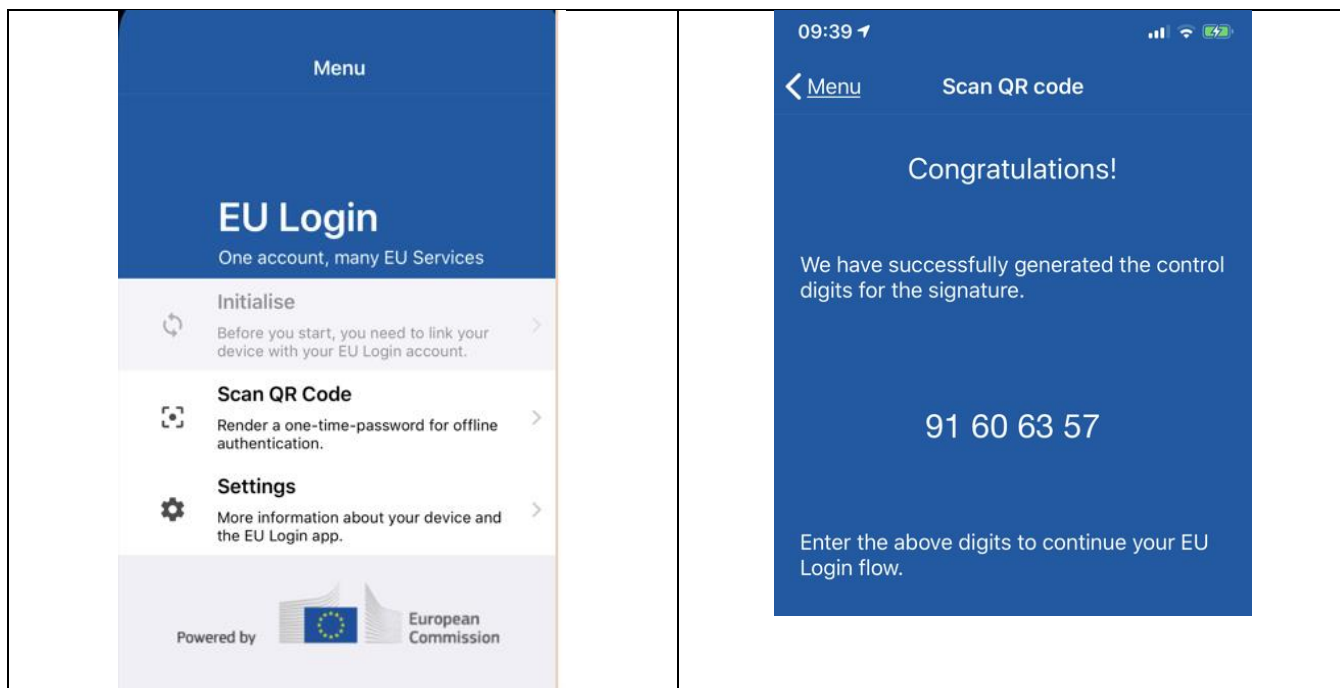 Menu
EU Login
One account, many EU Services
Initialise
Before you start, you need to link your
device with your EU Login account.
Scan QR Code
Render a one-time-password for offline
authentication.
Settings
More information about your device and
the EU Login app.
Powered by
European
Commission
09:39
Menu
Scan QR code
Congratulations!
We have successfully generated the control
digits for the signature.
91 60 63 57
Enter the above digits to continue your EU
Login flow.